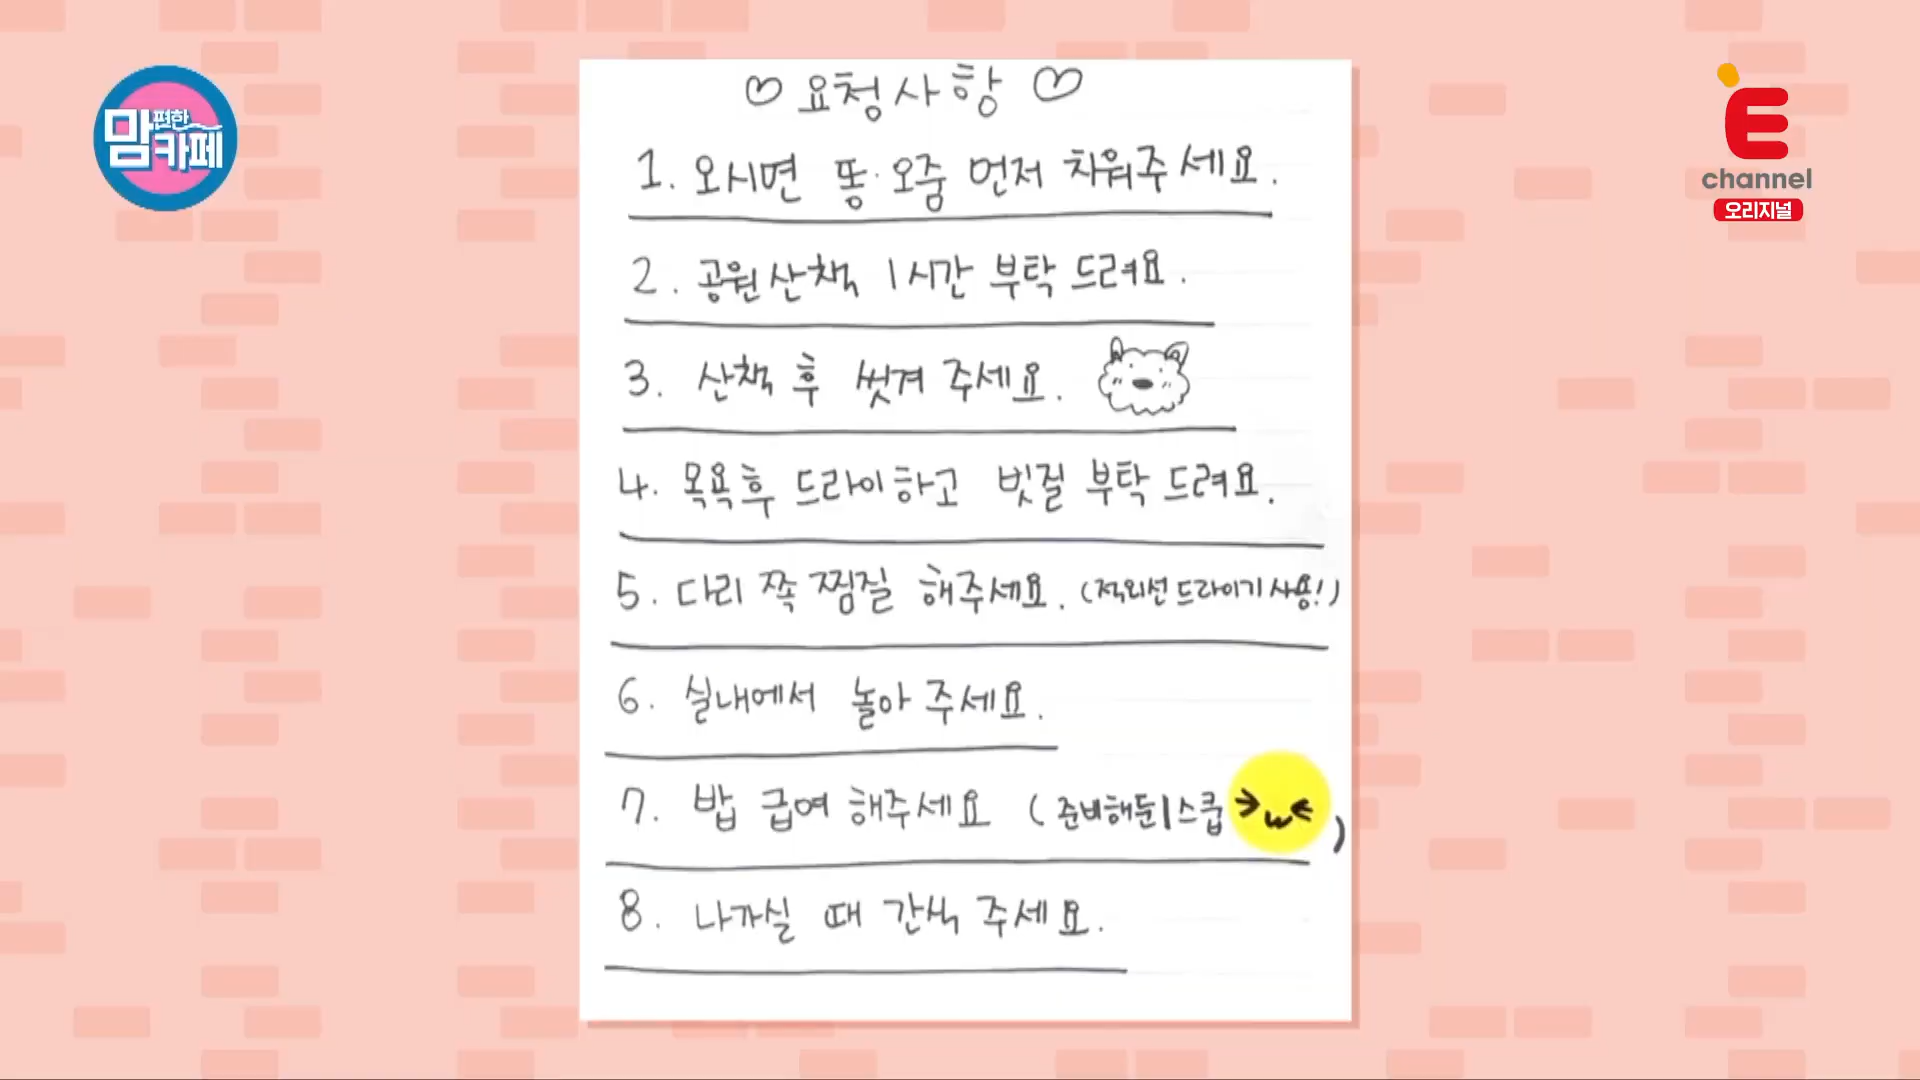 맘편한카페
channel
오리지널
♡ 요청사항 ♡
1. 오시면 똥·오줌 먼저 치워주세요.
2. 공원산책 1시간 부탁드려요.
3. 산책 후 씻겨 주세요.
4. 목욕후 드라이하고 빗질 부탁드려요.
5. 다리 쪽 찜질 해주세요. (적외선 드라이기 사용!)
6. 실내에서 놀아 주세요.
7. 밥 급여 해주세요 (준비해둔 1스쿱 >w<)
8. 나가실 때 간식 주세요.